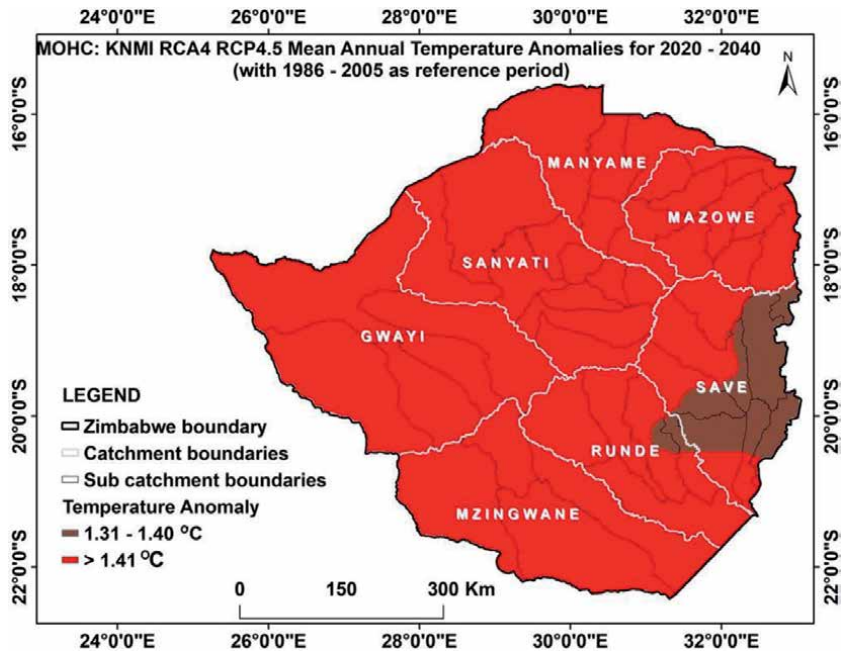 24°0'0"E 26°0'0"E 28°0'0"E 30°0'0"E 32°0'0"E
MOHC: KNMI RCA4 RCP4.5 Mean Annual Temperature Anomalies for 2020 - 2040
(with 1986 - 2005 as reference period)
N
16°0'0"S 16°0'0"S
MANYAME
MAZOWE
18°0'0"S 18°0'0"S
SANYATI
GWAYI
SAVE
LEGEND
Zimbabwe boundary
20°0'0"S 20°0'0"S
Catchment boundaries
RUNDE
Sub catchment boundaries
Temperature Anomaly
MZINGWANE
1.31 - 1.40 °C
> 1.41 °C
22°0'0"S 22°0'0"S
0 150 300 Km
24°0'0"E 26°0'0"E 28°0'0"E 30°0'0"E 32°0'0"E